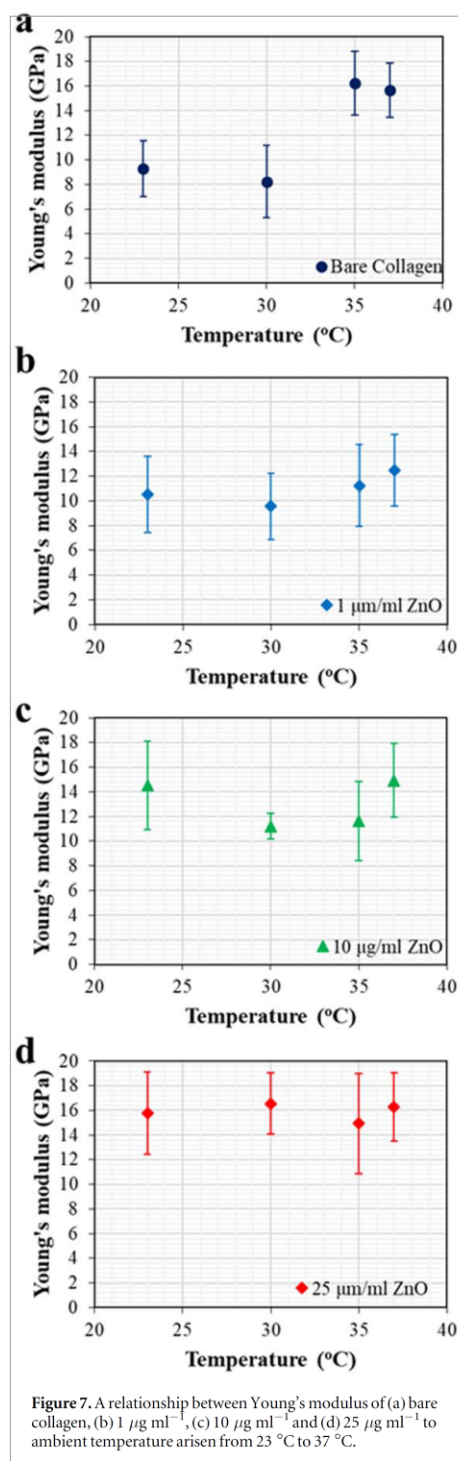 a
Young's modulus (GPa)
20
18
16
14
12
10
8
6
4
2
0
20 25 30 35 40
Bare Collagen
Temperature (ºC)
b
Young's modulus (GPa)
20
18
16
14
12
10
8
6
4
2
0
20 25 30 35 40
1 μm/ml ZnO
Temperature (ºC)
c
Young's modulus (GPa)
20
18
16
14
12
10
8
6
4
2
0
20 25 30 35 40
10 μg/ml ZnO
Temperature (ºC)
d
Young's modulus (GPa)
20
18
16
14
12
10
8
6
4
2
0
20 25 30 35 40
25 μm/ml ZnO
Temperature (ºC)
Figure 7. A relationship between Young's modulus of (a) bare
collagen, (b) 1 μg ml⁻¹, (c) 10 μg ml⁻¹ and (d) 25 μg ml⁻¹ to
ambient temperature arisen from 23 °C to 37 °C.